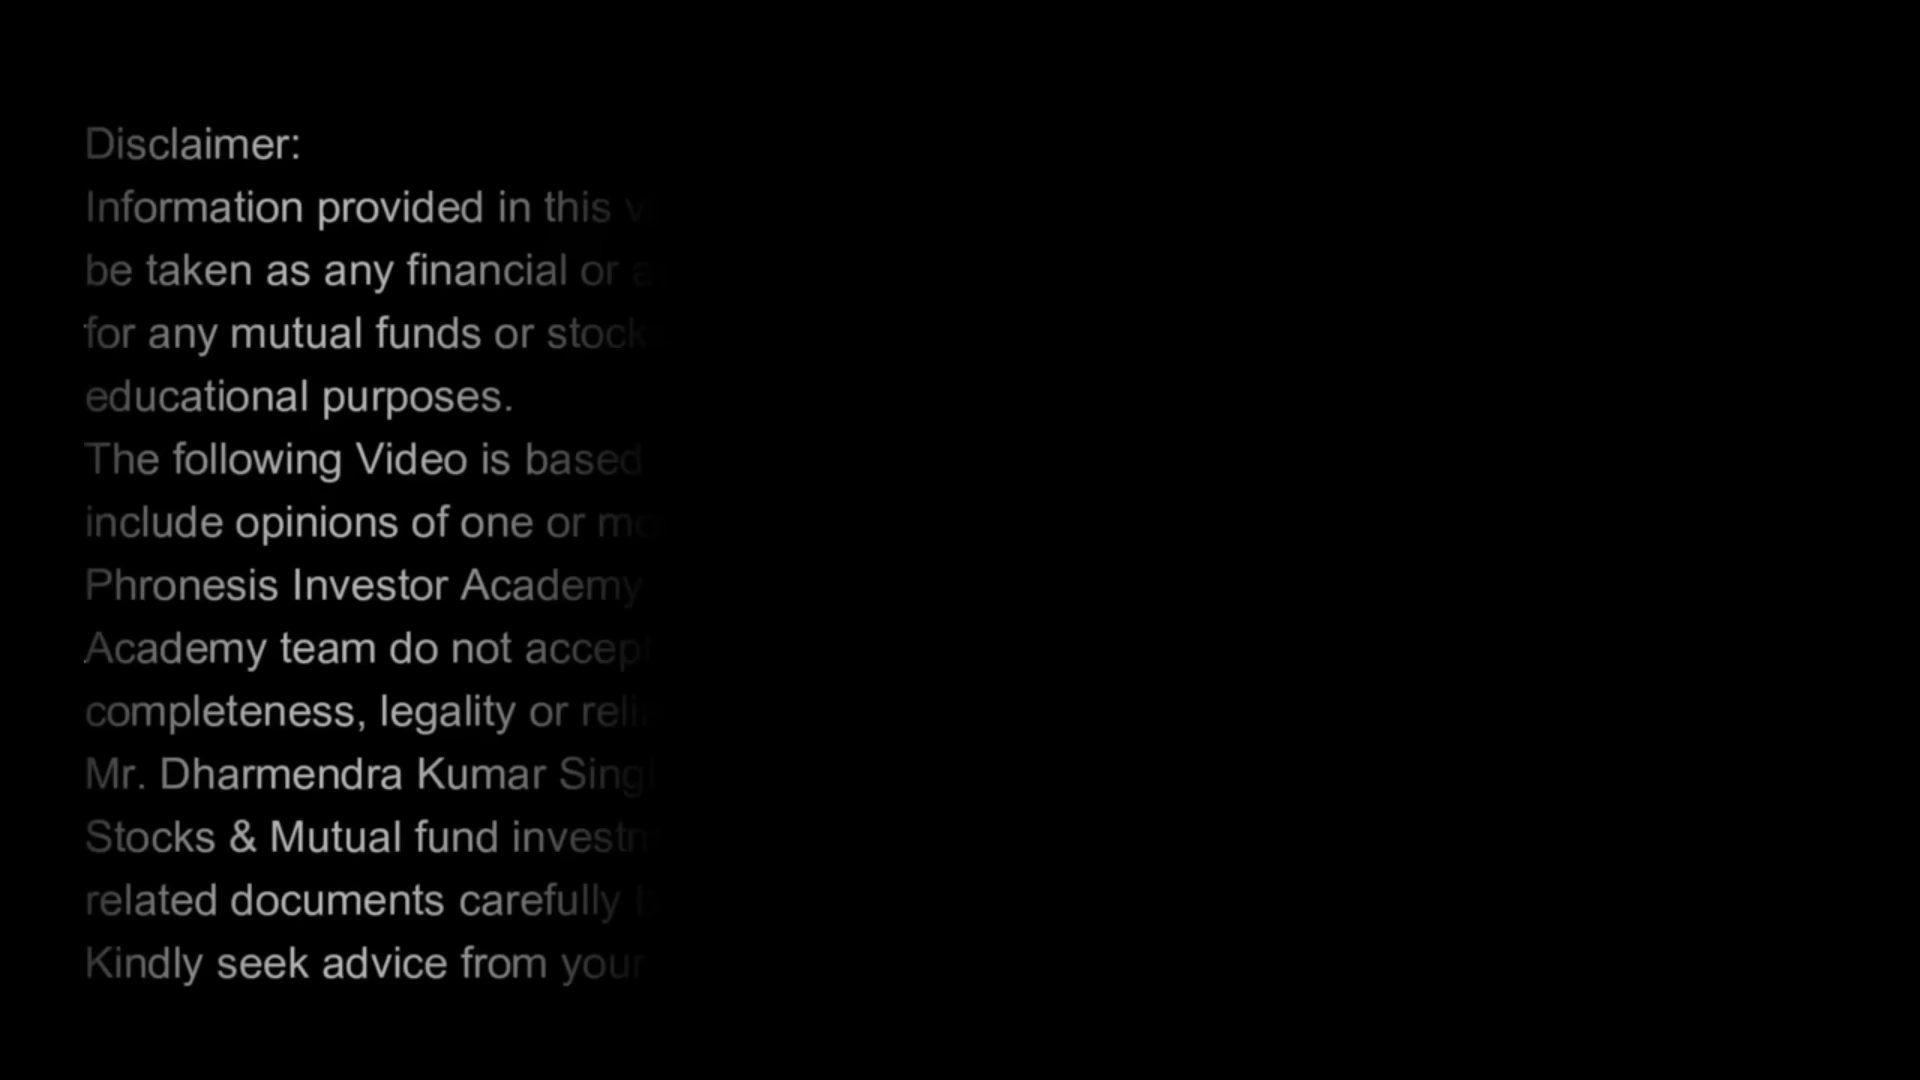 Disclaimer:
Information provided in this
be taken as any financial or
for any mutual funds or
educational purposes.
The following Video is based
include opinions of one or
Phronesis Investor Academy
Academy team do not
completeness, legality or
Mr. Dharmendra Kumar
Stocks & Mutual fund
related documents carefully
Kindly seek advice from your